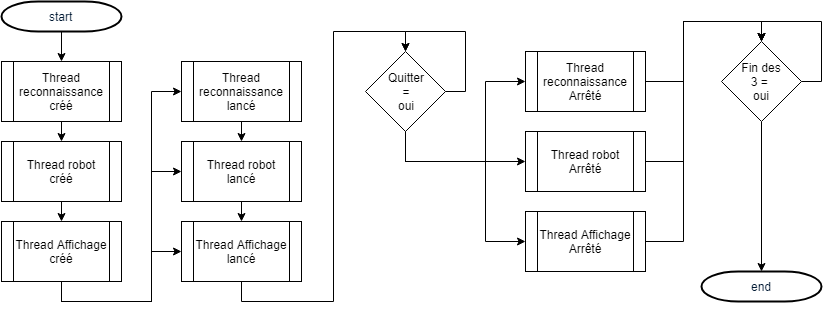 start
Thread
reconnaissance
créé
Thread robot
créé
Thread Affichage
créé
Thread
reconnaissance
lancé
Thread robot
lancé
Thread Affichage
lancé
Quitter
=
oui
Thread
reconnaissance
Arrêté
Thread robot
Arrêté
Thread Affichage
Arrêté
Fin des
3 =
oui
end